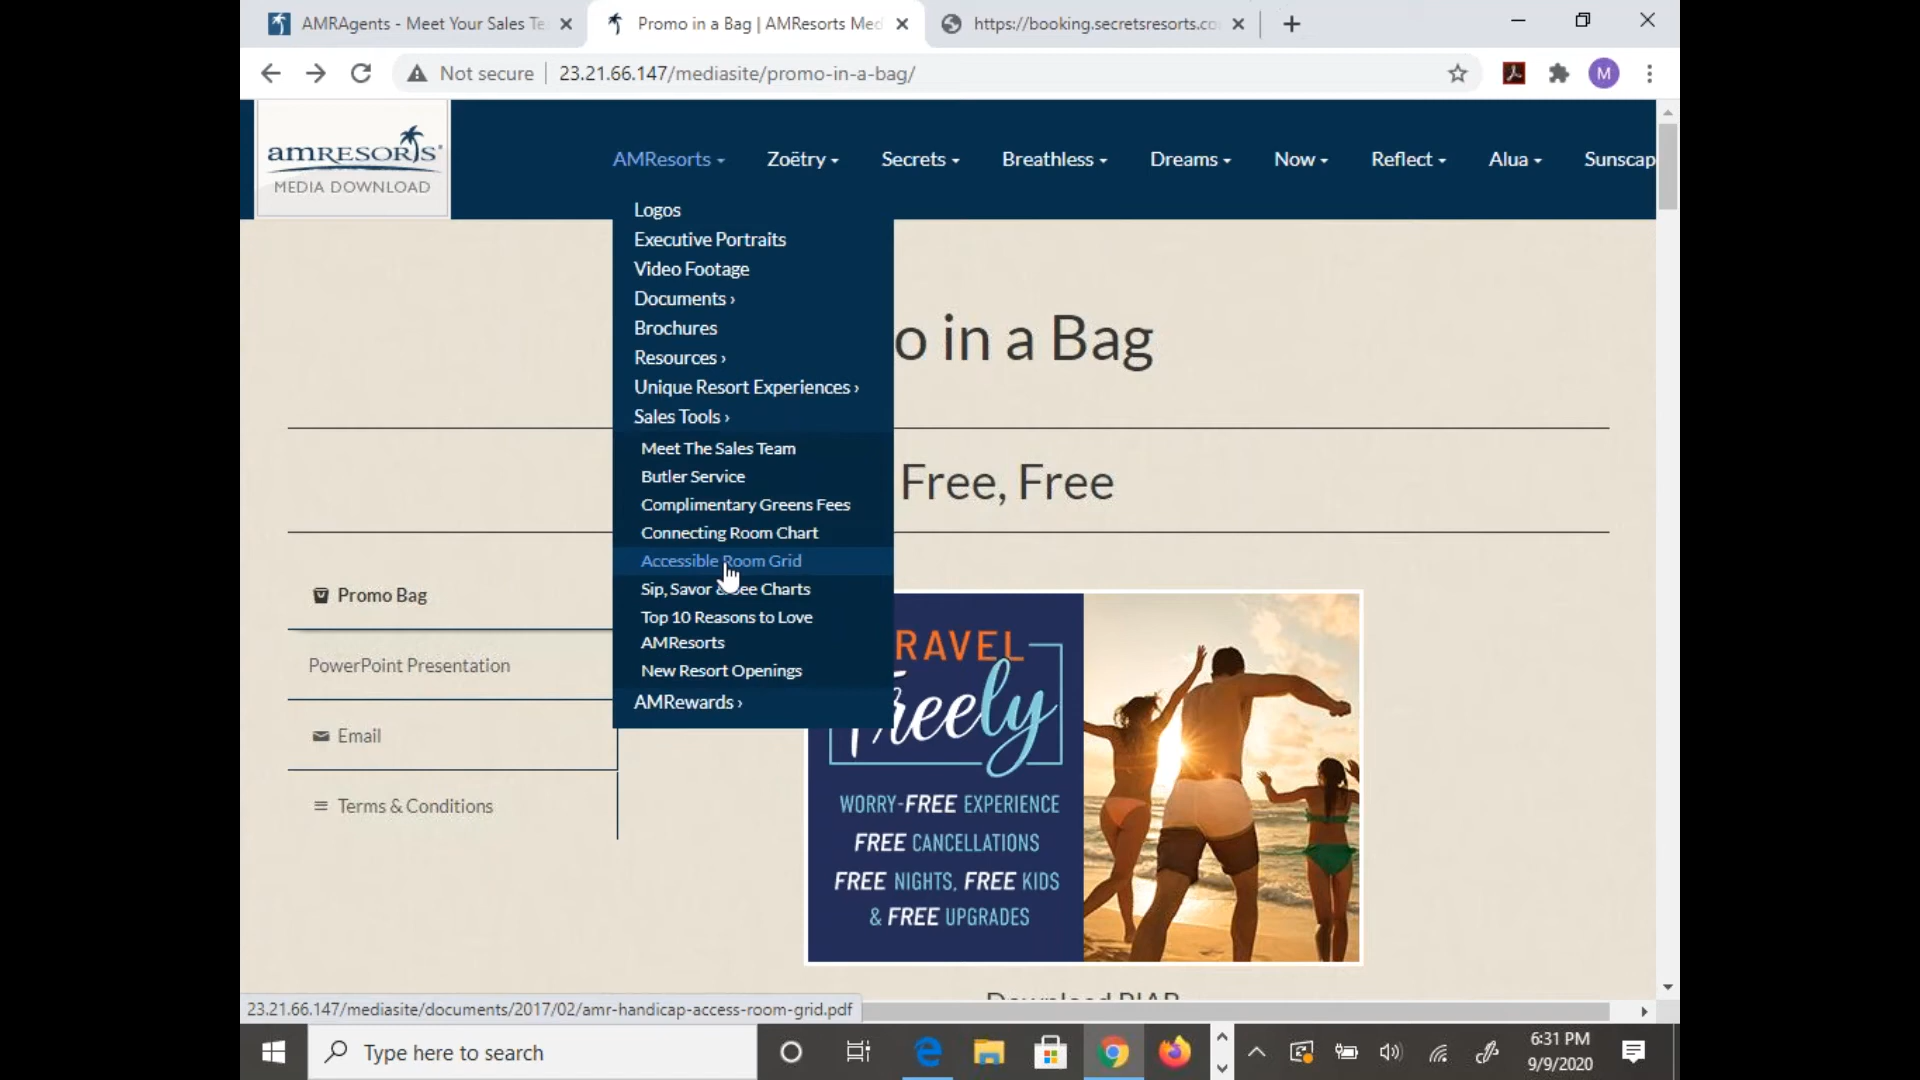 AMRAgents - Meet Your Sales Te
Promo in a Bag | AMResorts Med
https://booking.secretsresorts.co
Not secure
23.21.66.147/mediasite/promo-in-a-bag/
M
amRESORTS
MEDIA DOWNLOAD
AMResorts
Zoëtry
Secrets
Breathless
Dreams
Now
Reflect
Alua
Sunscap
Logos
Executive Portraits
Video Footage
Documents ›
Brochures
Resources ›
Unique Resort Experiences ›
Sales Tools ›
Meet The Sales Team
Butler Service
Complimentary Greens Fees
Connecting Room Chart
Accessible Room Grid
Sip, Savor & See Charts
Top 10 Reasons to Love
AMResorts
New Resort Openings
AMRewards ›
o in a Bag
Free, Free
Promo Bag
PowerPoint Presentation
Email
Terms & Conditions
RAVEL
reely
WORRY-FREE EXPERIENCE
FREE CANCELLATIONS
FREE NIGHTS, FREE KIDS
& FREE UPGRADES
Download PIAB
23.21.66.147/mediasite/documents/2017/02/amr-handicap-access-room-grid.pdf
Type here to search
6:31 PM
9/9/2020